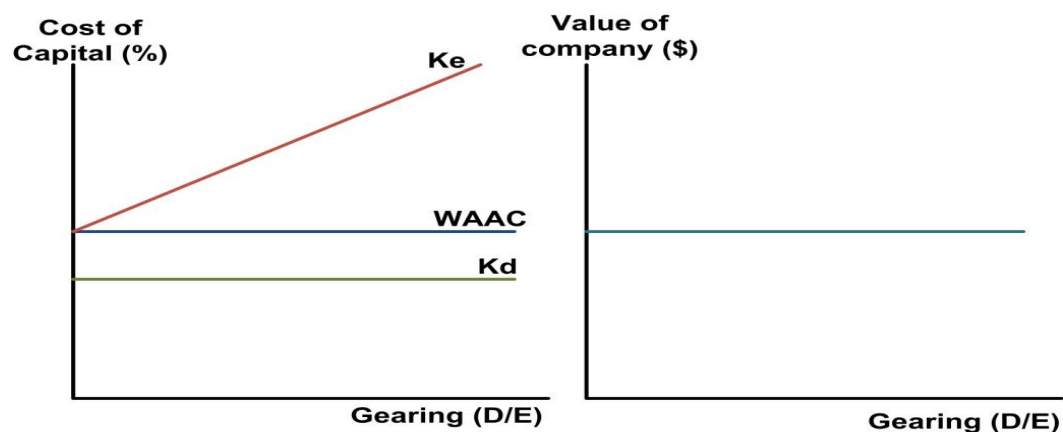 Cost of
Capital (%)
Ke
WAAC
Kd
Gearing (D/E)
Value of
company ($)
Gearing (D/E)